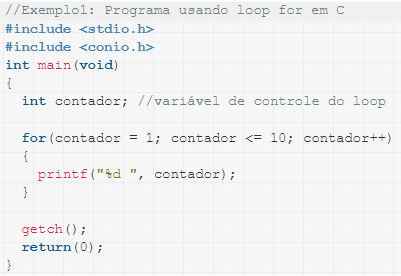 //Exemplo1: Programa usando loop for em C
#include <stdio.h>
#include <conio.h>
int main(void)
{
int contador; //variável de controle do loop
for(contador = 1; contador <= 10; contador++)
{
printf("%d ", contador);
}
getch();
return(0);
}